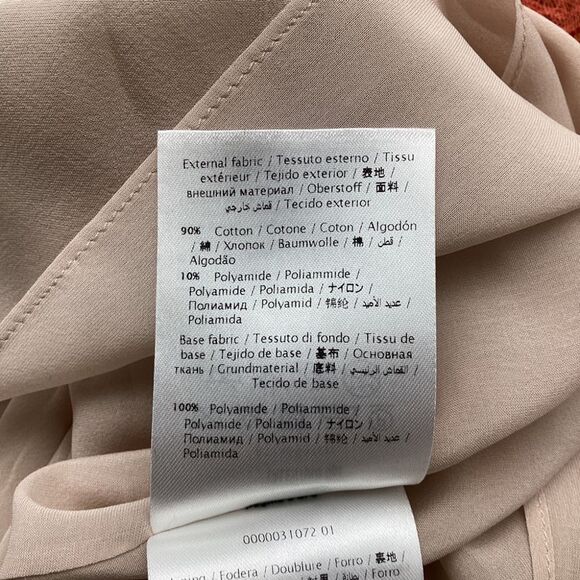 External fabric / Tessuto esterno / Tissu
extérieur / Tejido exterior / 表地 /
внешний материал / Oberstoff / 面料 /
قماش خارجي / Tecido exterior
90% Cotton / Cotone / Coton / Algodón
/ 綿 / Хлопок / Baumwolle / 棉 / قطن /
Algodão
10% Polyamide / Poliammide /
Polyamide / Poliamida / ナイロン /
Полиамид / Polyamid / 锦纶 / عديد الأميد /
Poliamida
Base fabric / Tessuto di fondo / Tissu de
base / Tejido de base / 基布 / Основная
ткань / Grundmaterial / 底料 / القماش الرئيسي /
Tecido de base
100% Polyamide / Poliammide /
Polyamide / Poliamida / ナイロン /
Полиамид / Polyamid / 锦纶 / عديد الأميد /
Poliamida
0000031072 01
/ Fodera / Doublure / Forro / 裏地 /
/ Forro